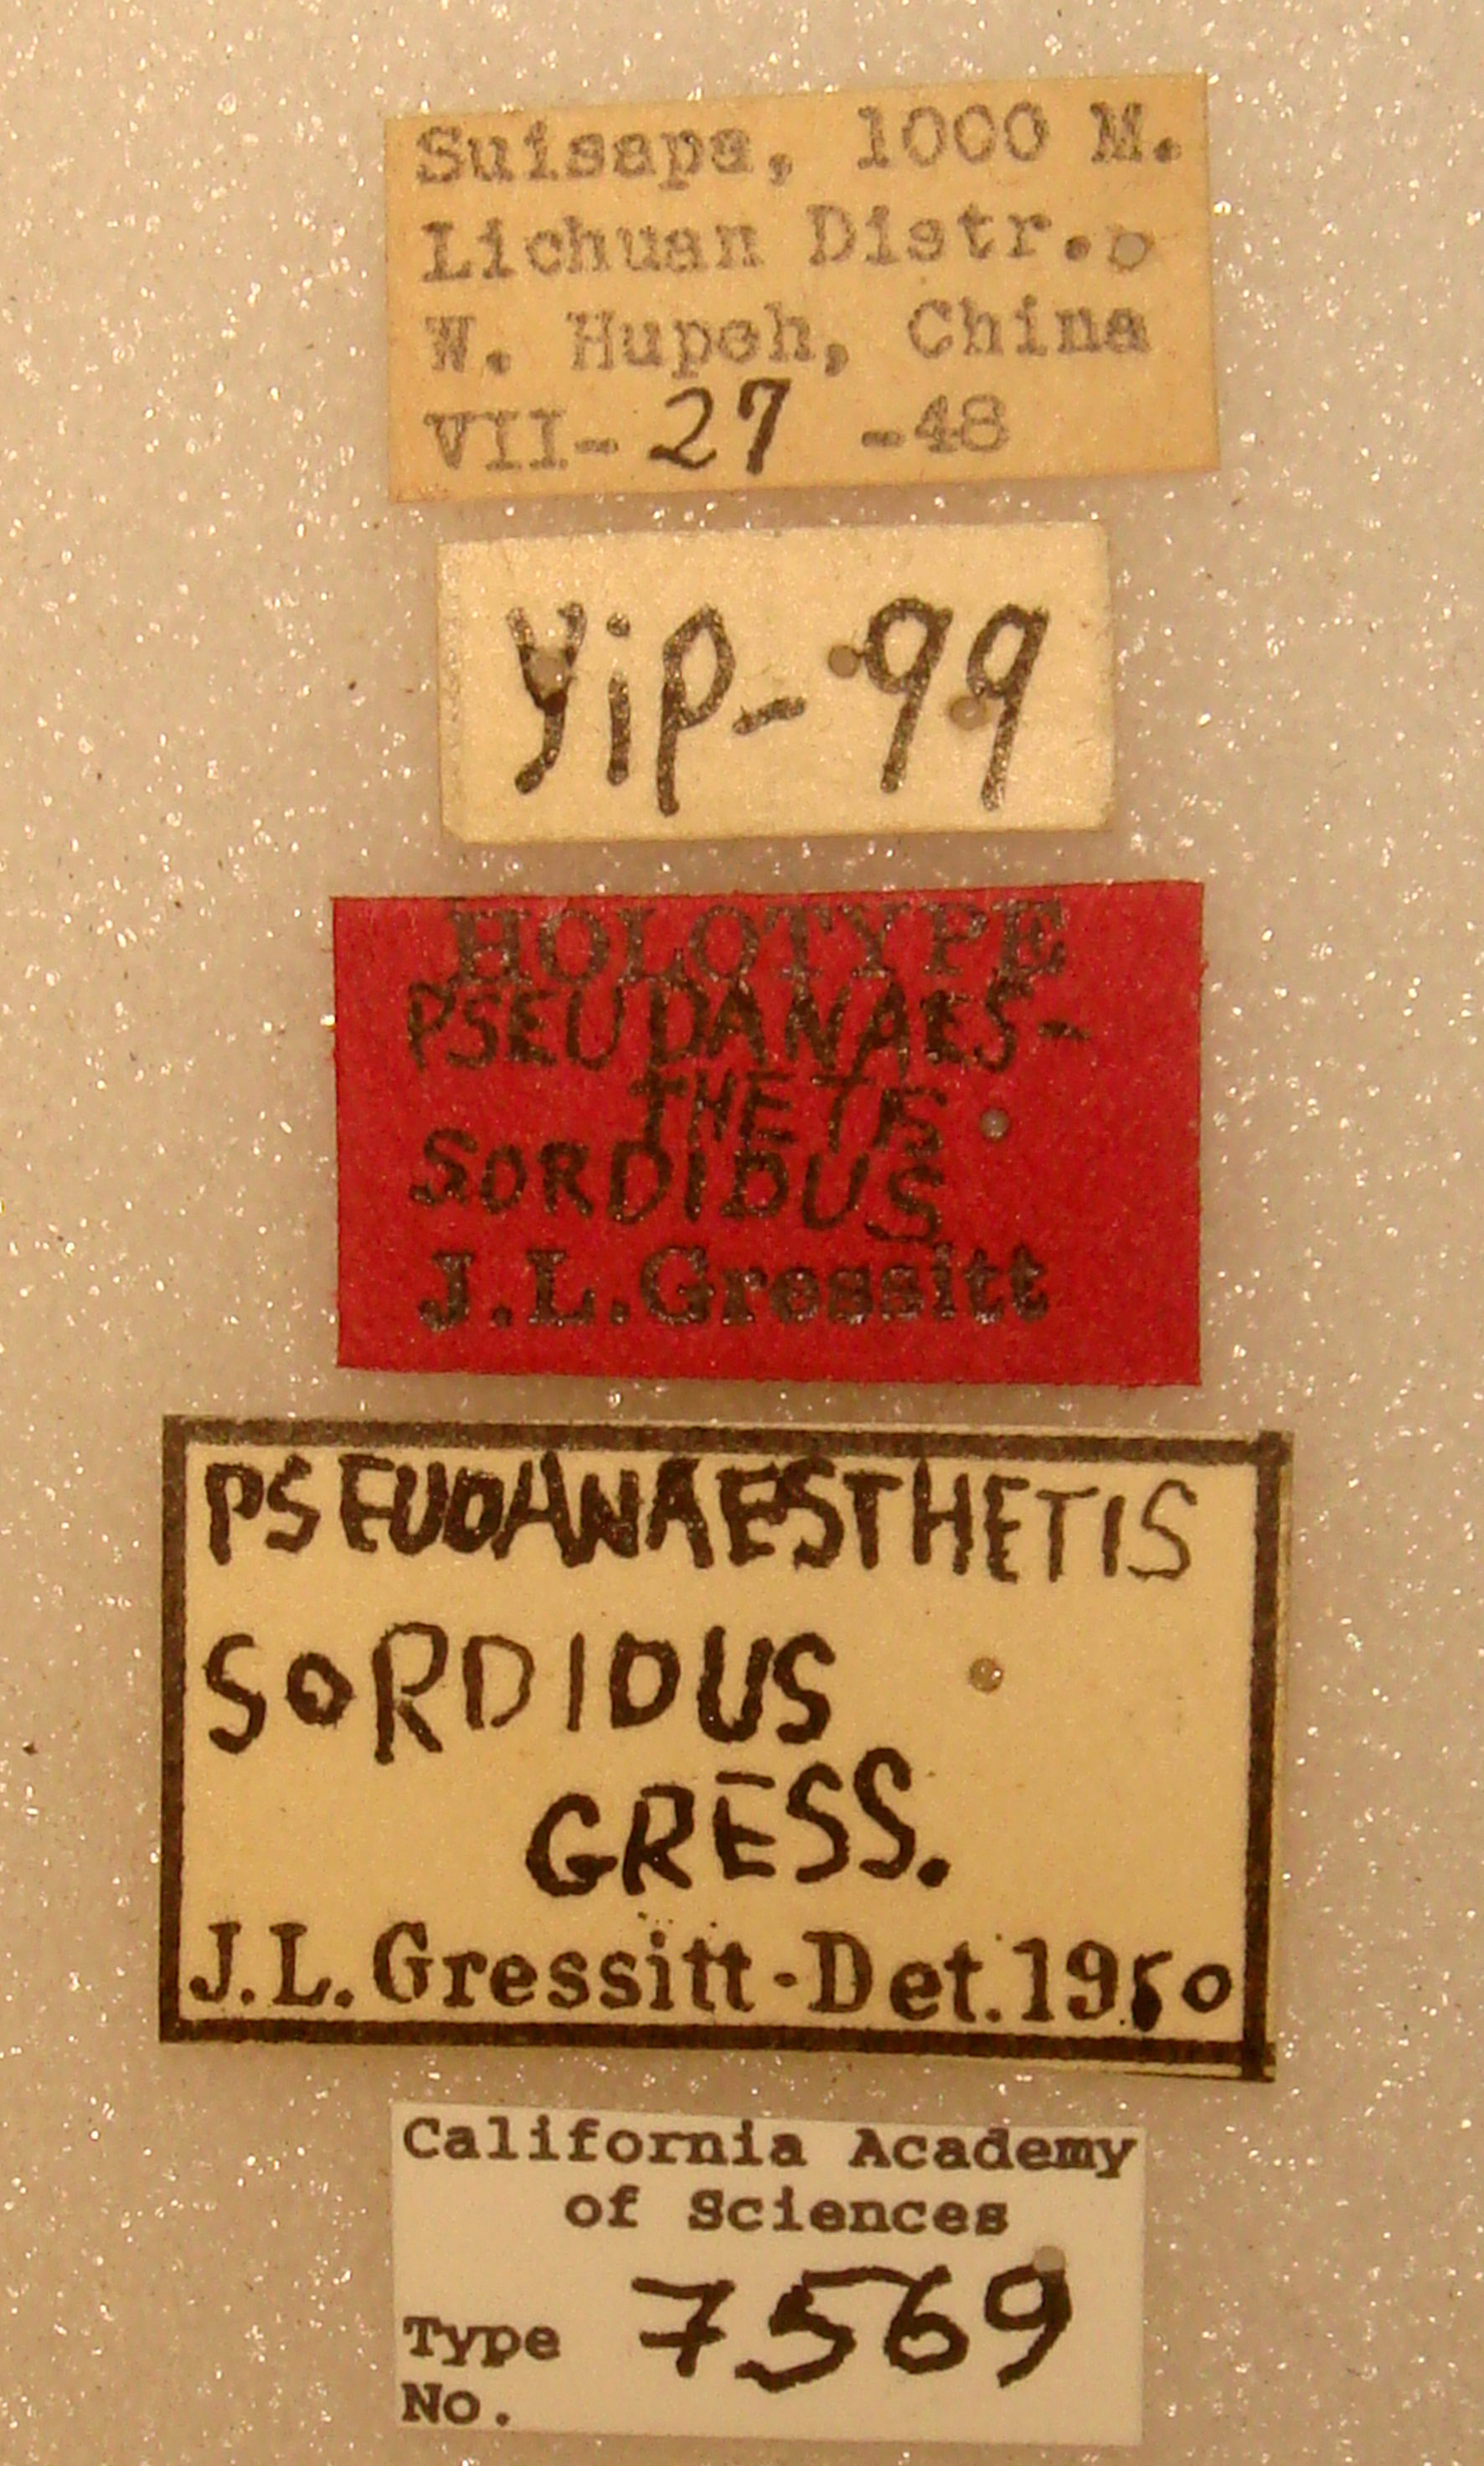 Suisapa, 1000 M.
Lichuan Distr.
W. Hupeh, China
VII- 27 -48
Yip-99
HOLOTYPE
PSEUDANAES-
THETIS
SORDIDUS
J.L.Gressitt
PSEUDANAESTHETIS
SORDIDUS
GRESS.
J.L.Gressitt-Det.1950
California Academy
of Sciences
Type 7569
No.